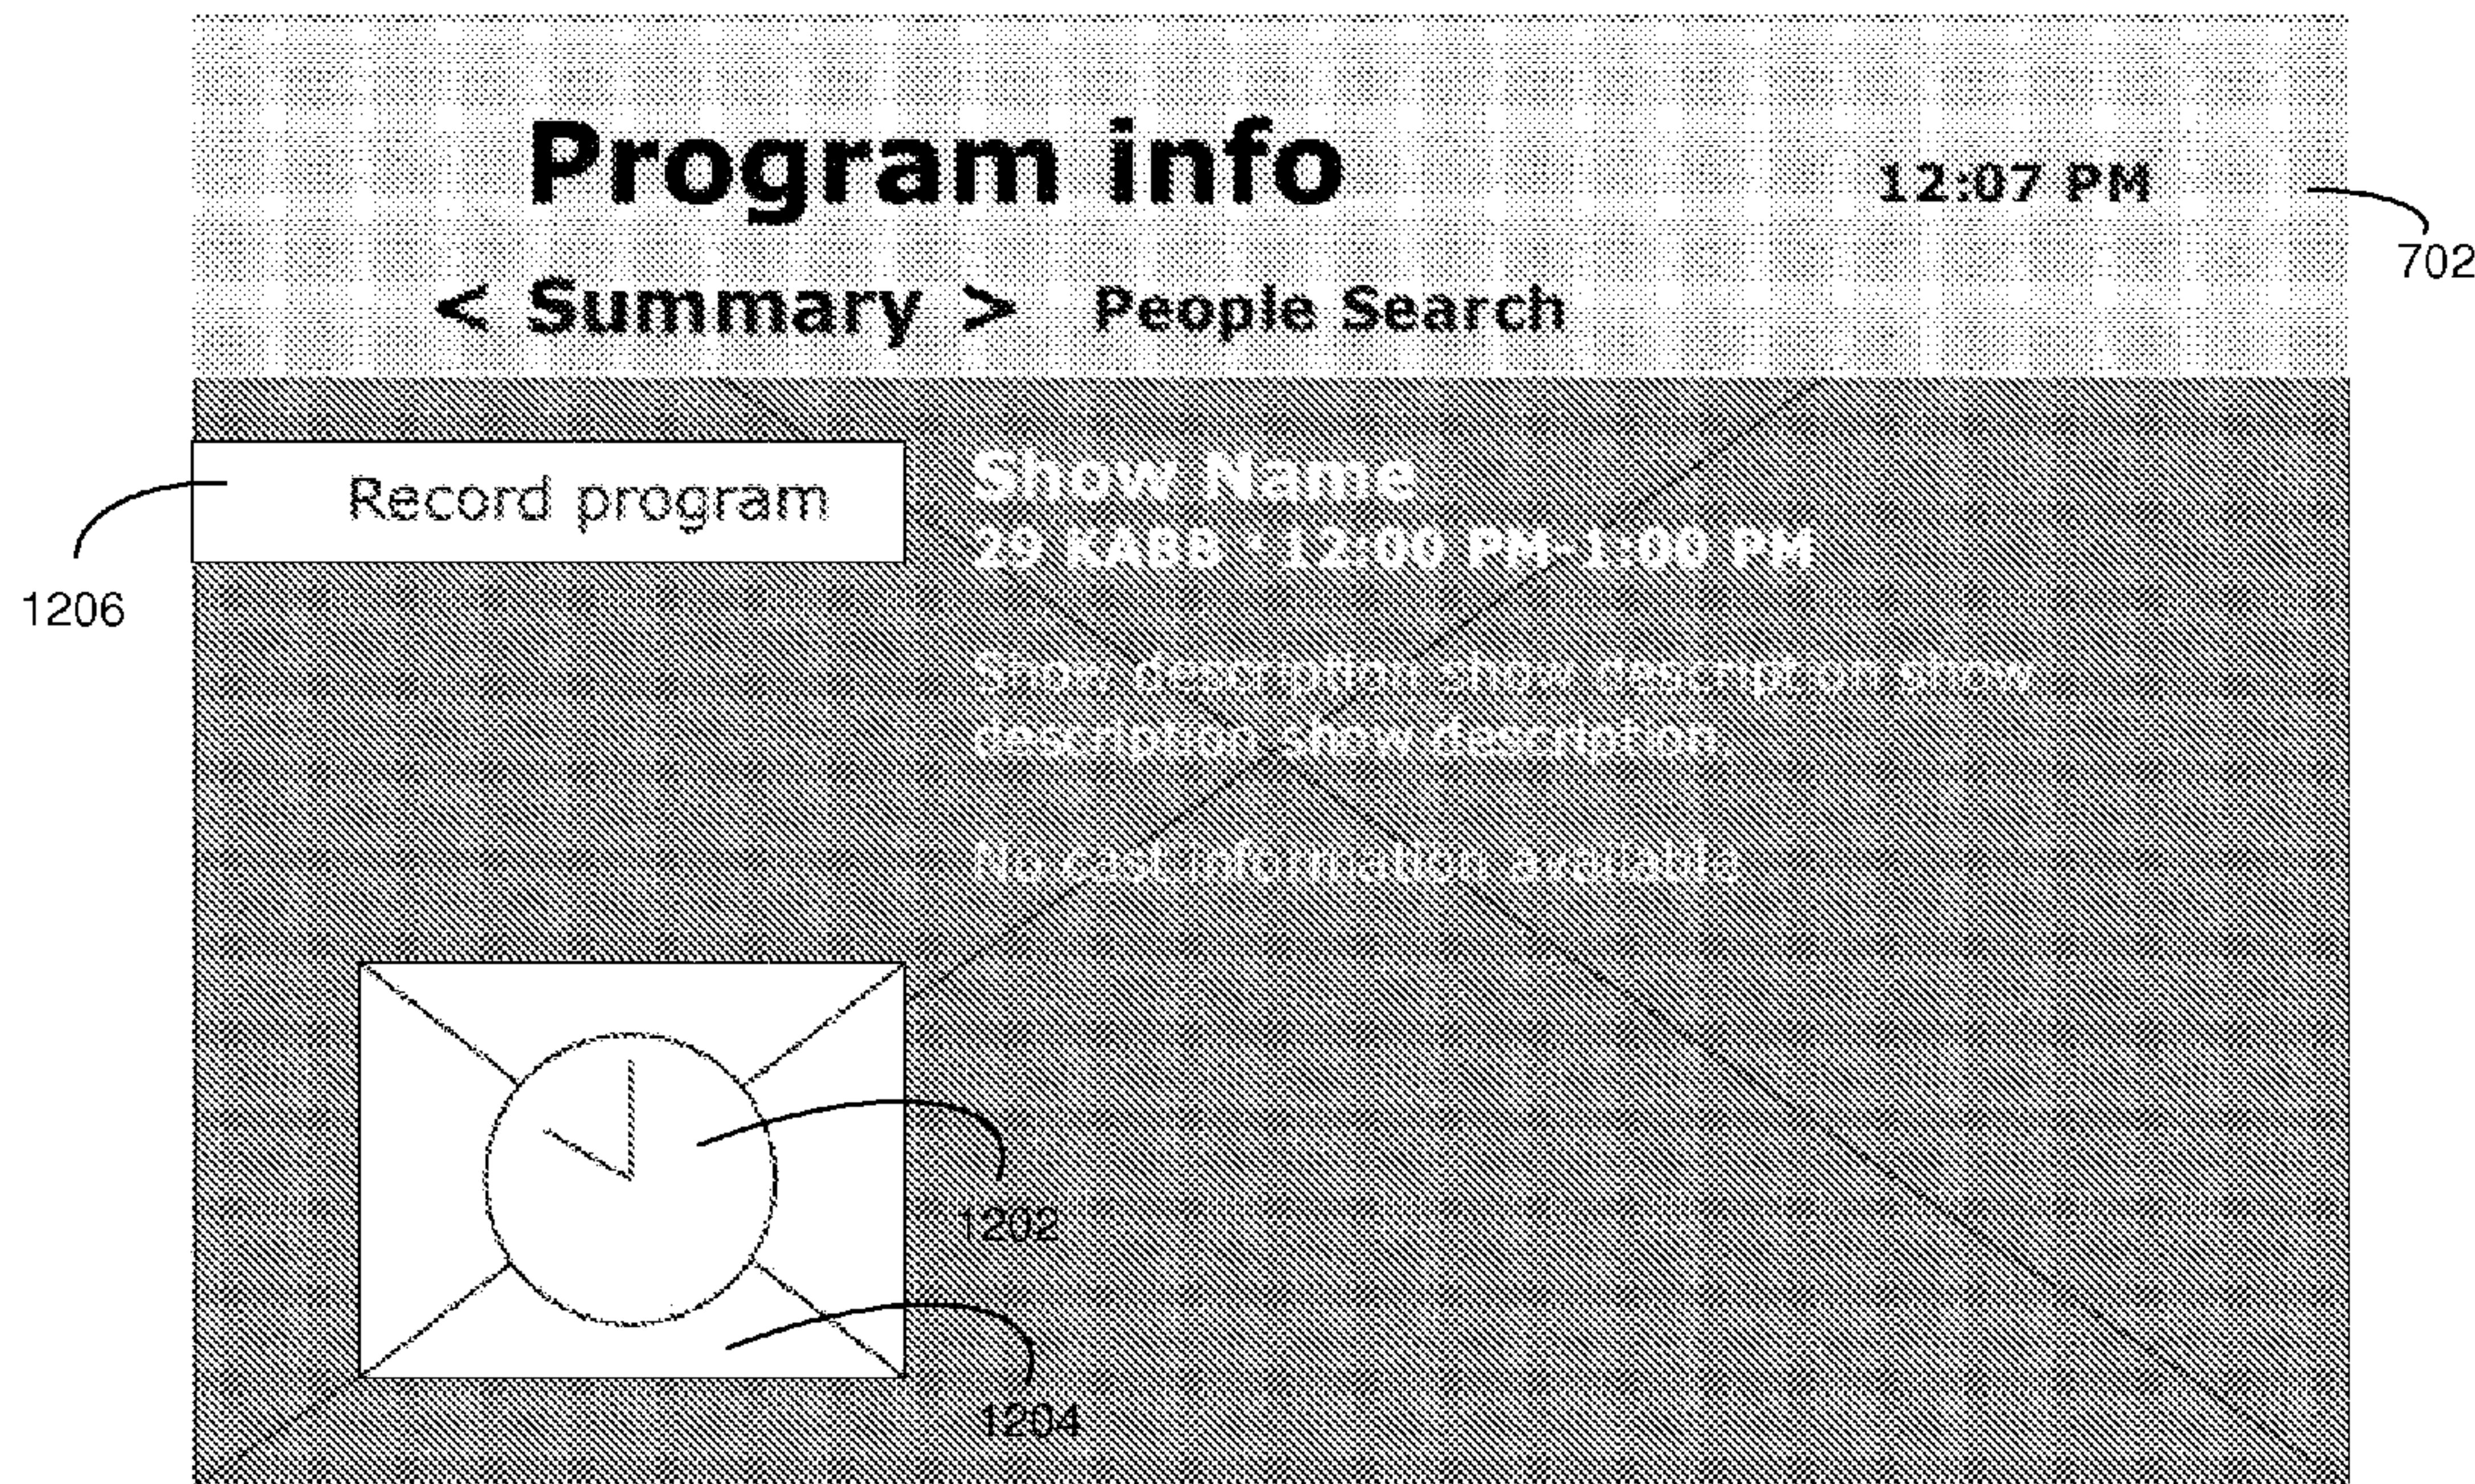 Program info
12:07 PM
702
< Summary > People Search
Record program
1206
Show Name
29 KABB · 12:00 PM-1:00 PM
Show description show description show
description show description
No cast information available
1202
1204